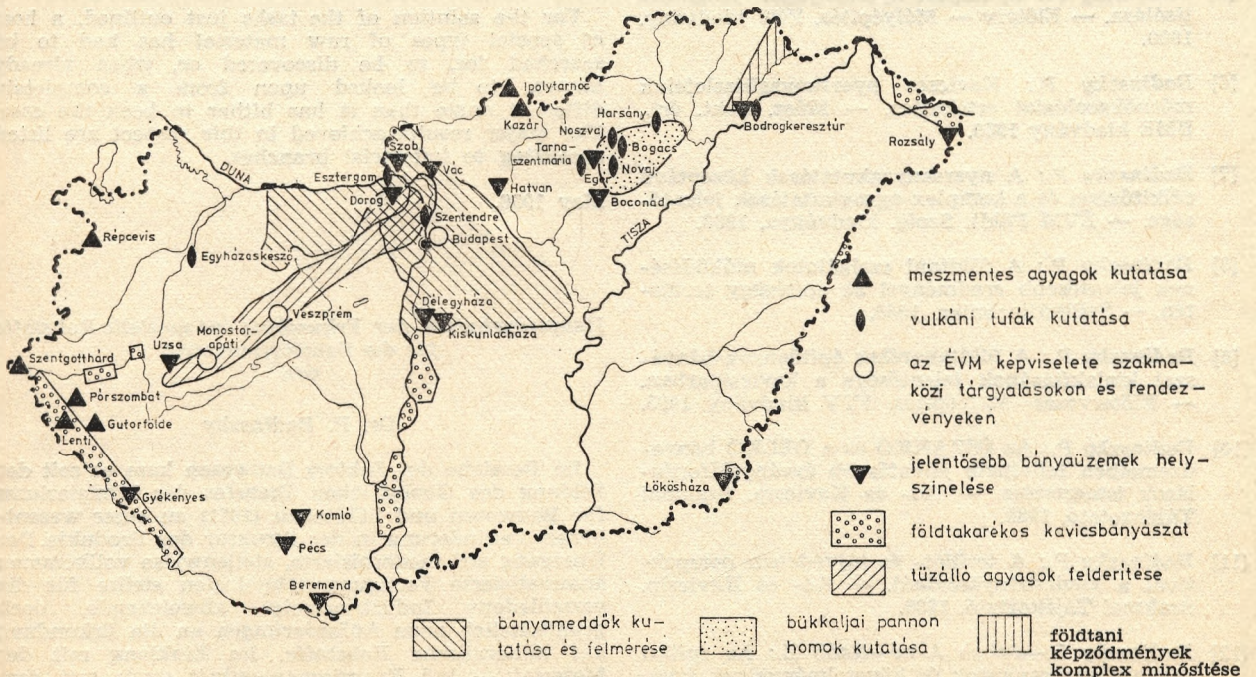 Ipolytarnóc
Kazár
Harsány
Noszvaj
Bogács
Tarna-
szentmária
Eger
Novaj
Boconád
Bodrogkeresztúr
Rozsály
DUNA
Szob
Esztergom
Vác
Dorog
Hatvan
Szentendre
Budapest
TISZA
Répcevis
Egyházaskesző
Veszprém
Monostor-
apáti
Uzsa
Délegyháza
Kiskunlacháza
Szentgotthárd
Pórszombat
Lenti
Gutorfölde
Gyékényes
Komló
Pécs
Beremend
Lökösháza
mészmentes agyagok kutatása
vulkáni tufák kutatása
az ÉVM képviselete szakma-
közi tárgyalásokon és rendez-
vényeken
jelentősebb bányaüzemek hely-
szinelése
földtakarékos kavicsbányászat
tűzálló agyagok felderítése
bányameddők ku-
tatása és felmérése
bükkaljai pannon
homok kutatása
földtani
képződmények
komplex minősítése